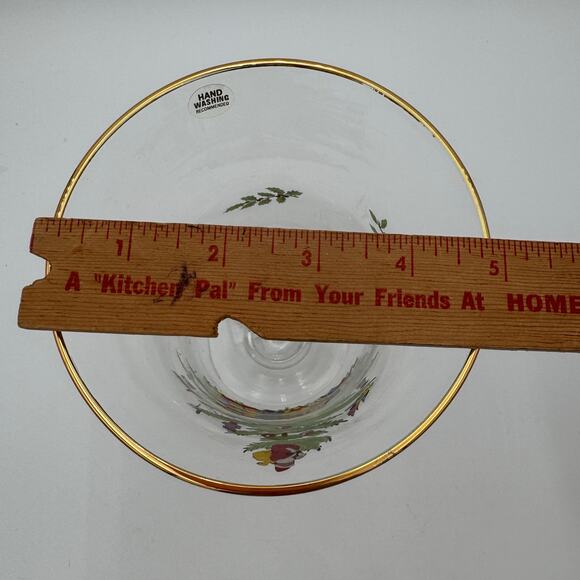 HAND
WASHING
RECOMMENDED
1 2 3 4 5
A "Kitchen Pal" From Your Friends At HOME